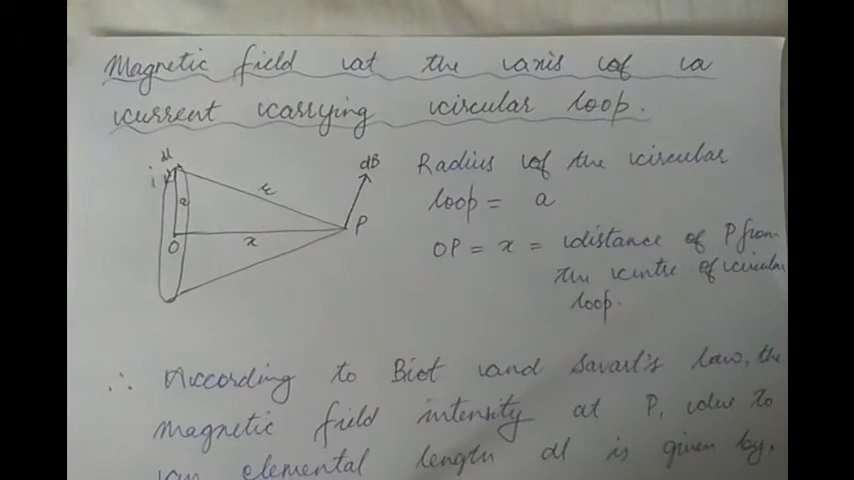 Magnetic field at the axis of a
current carrying circular loop.
dl
i
a
r
O
x
P
dB
Radius of the circular
loop = a
OP = x = distance of P from
the centre of circular
loop.
∴ According to Biot and Savart's law, the
magnetic field intensity at P, due to
an elemental length dl is given by,